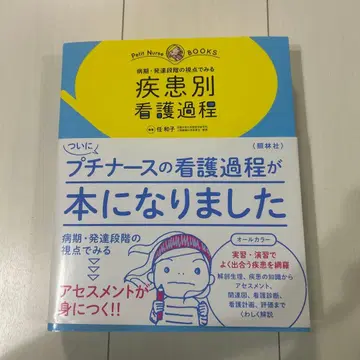 Petit Nurse BOOKS
病期・発達段階の視点でみる
疾患別
看護過程
任 和子
〈照林社〉
ついに
プチナースの看護過程が
本になりました
病期・発達段階の
視点でみる
アセスメントが
身につく!!
オールカラー
実習・演習で
よく出合う疾患を網羅
解剖生理、疾患の知識から
アセスメント、
関連図、看護診断、
看護計画、評価まで
くわしく解説